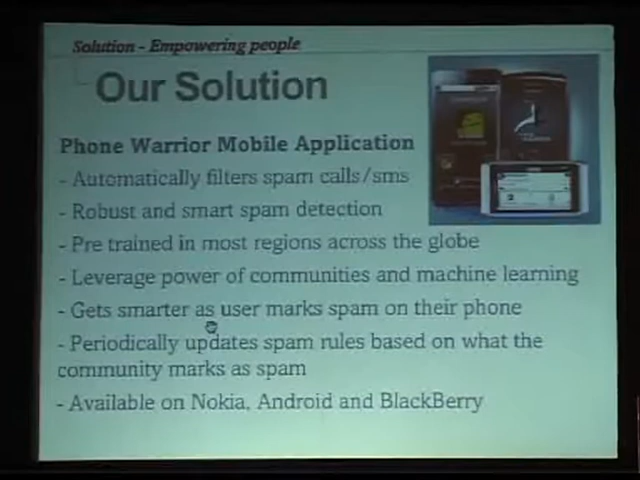 Solution - Empowering people
Our Solution
Phone Warrior Mobile Application
- Automatically filters spam calls/sms
- Robust and smart spam detection
- Pre trained in most regions across the globe
- Leverage power of communities and machine learning
- Gets smarter as user marks spam on their phone
- Periodically updates spam rules based on what the
community marks as spam
- Available on Nokia, Android and BlackBerry